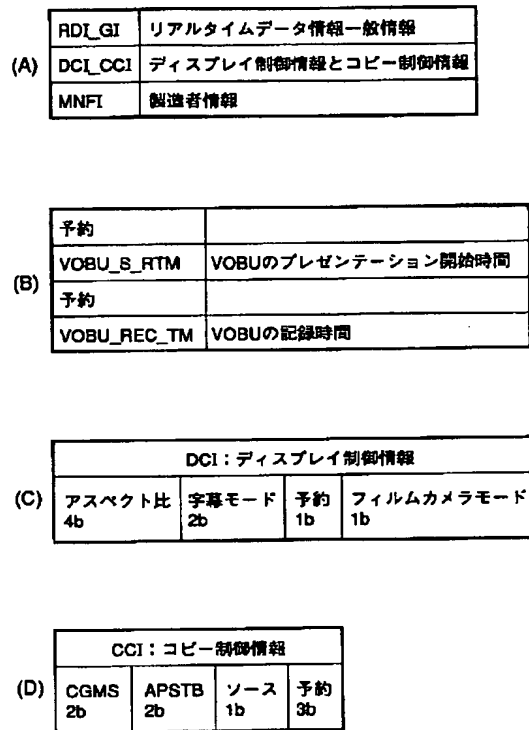 (A)
RDI_GI リアルタイムデータ情報一般情報
DCI_CCI ディスプレイ制御情報とコピー制御情報
MNFI 製造者情報
(B)
予約
VOBU_S_RTM VOBUのプレゼンテーション開始時間
予約
VOBU_REC_TM VOBUの記録時間
(C)
DCI：ディスプレイ制御情報
アスペクト比 字幕モード 予約 フィルムカメラモード
4b 2b 1b 1b
(D)
CCI：コピー制御情報
CGMS APSTB ソース 予約
2b 2b 1b 3b